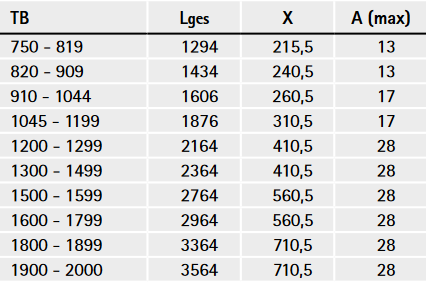 TB Lges X A (max)
750 - 819 1294 215,5 13
820 - 909 1434 240,5 13
910 - 1044 1606 260,5 17
1045 - 1199 1876 310,5 17
1200 - 1299 2164 410,5 28
1300 - 1499 2364 410,5 28
1500 - 1599 2764 560,5 28
1600 - 1799 2964 560,5 28
1800 - 1899 3364 710,5 28
1900 - 2000 3564 710,5 28